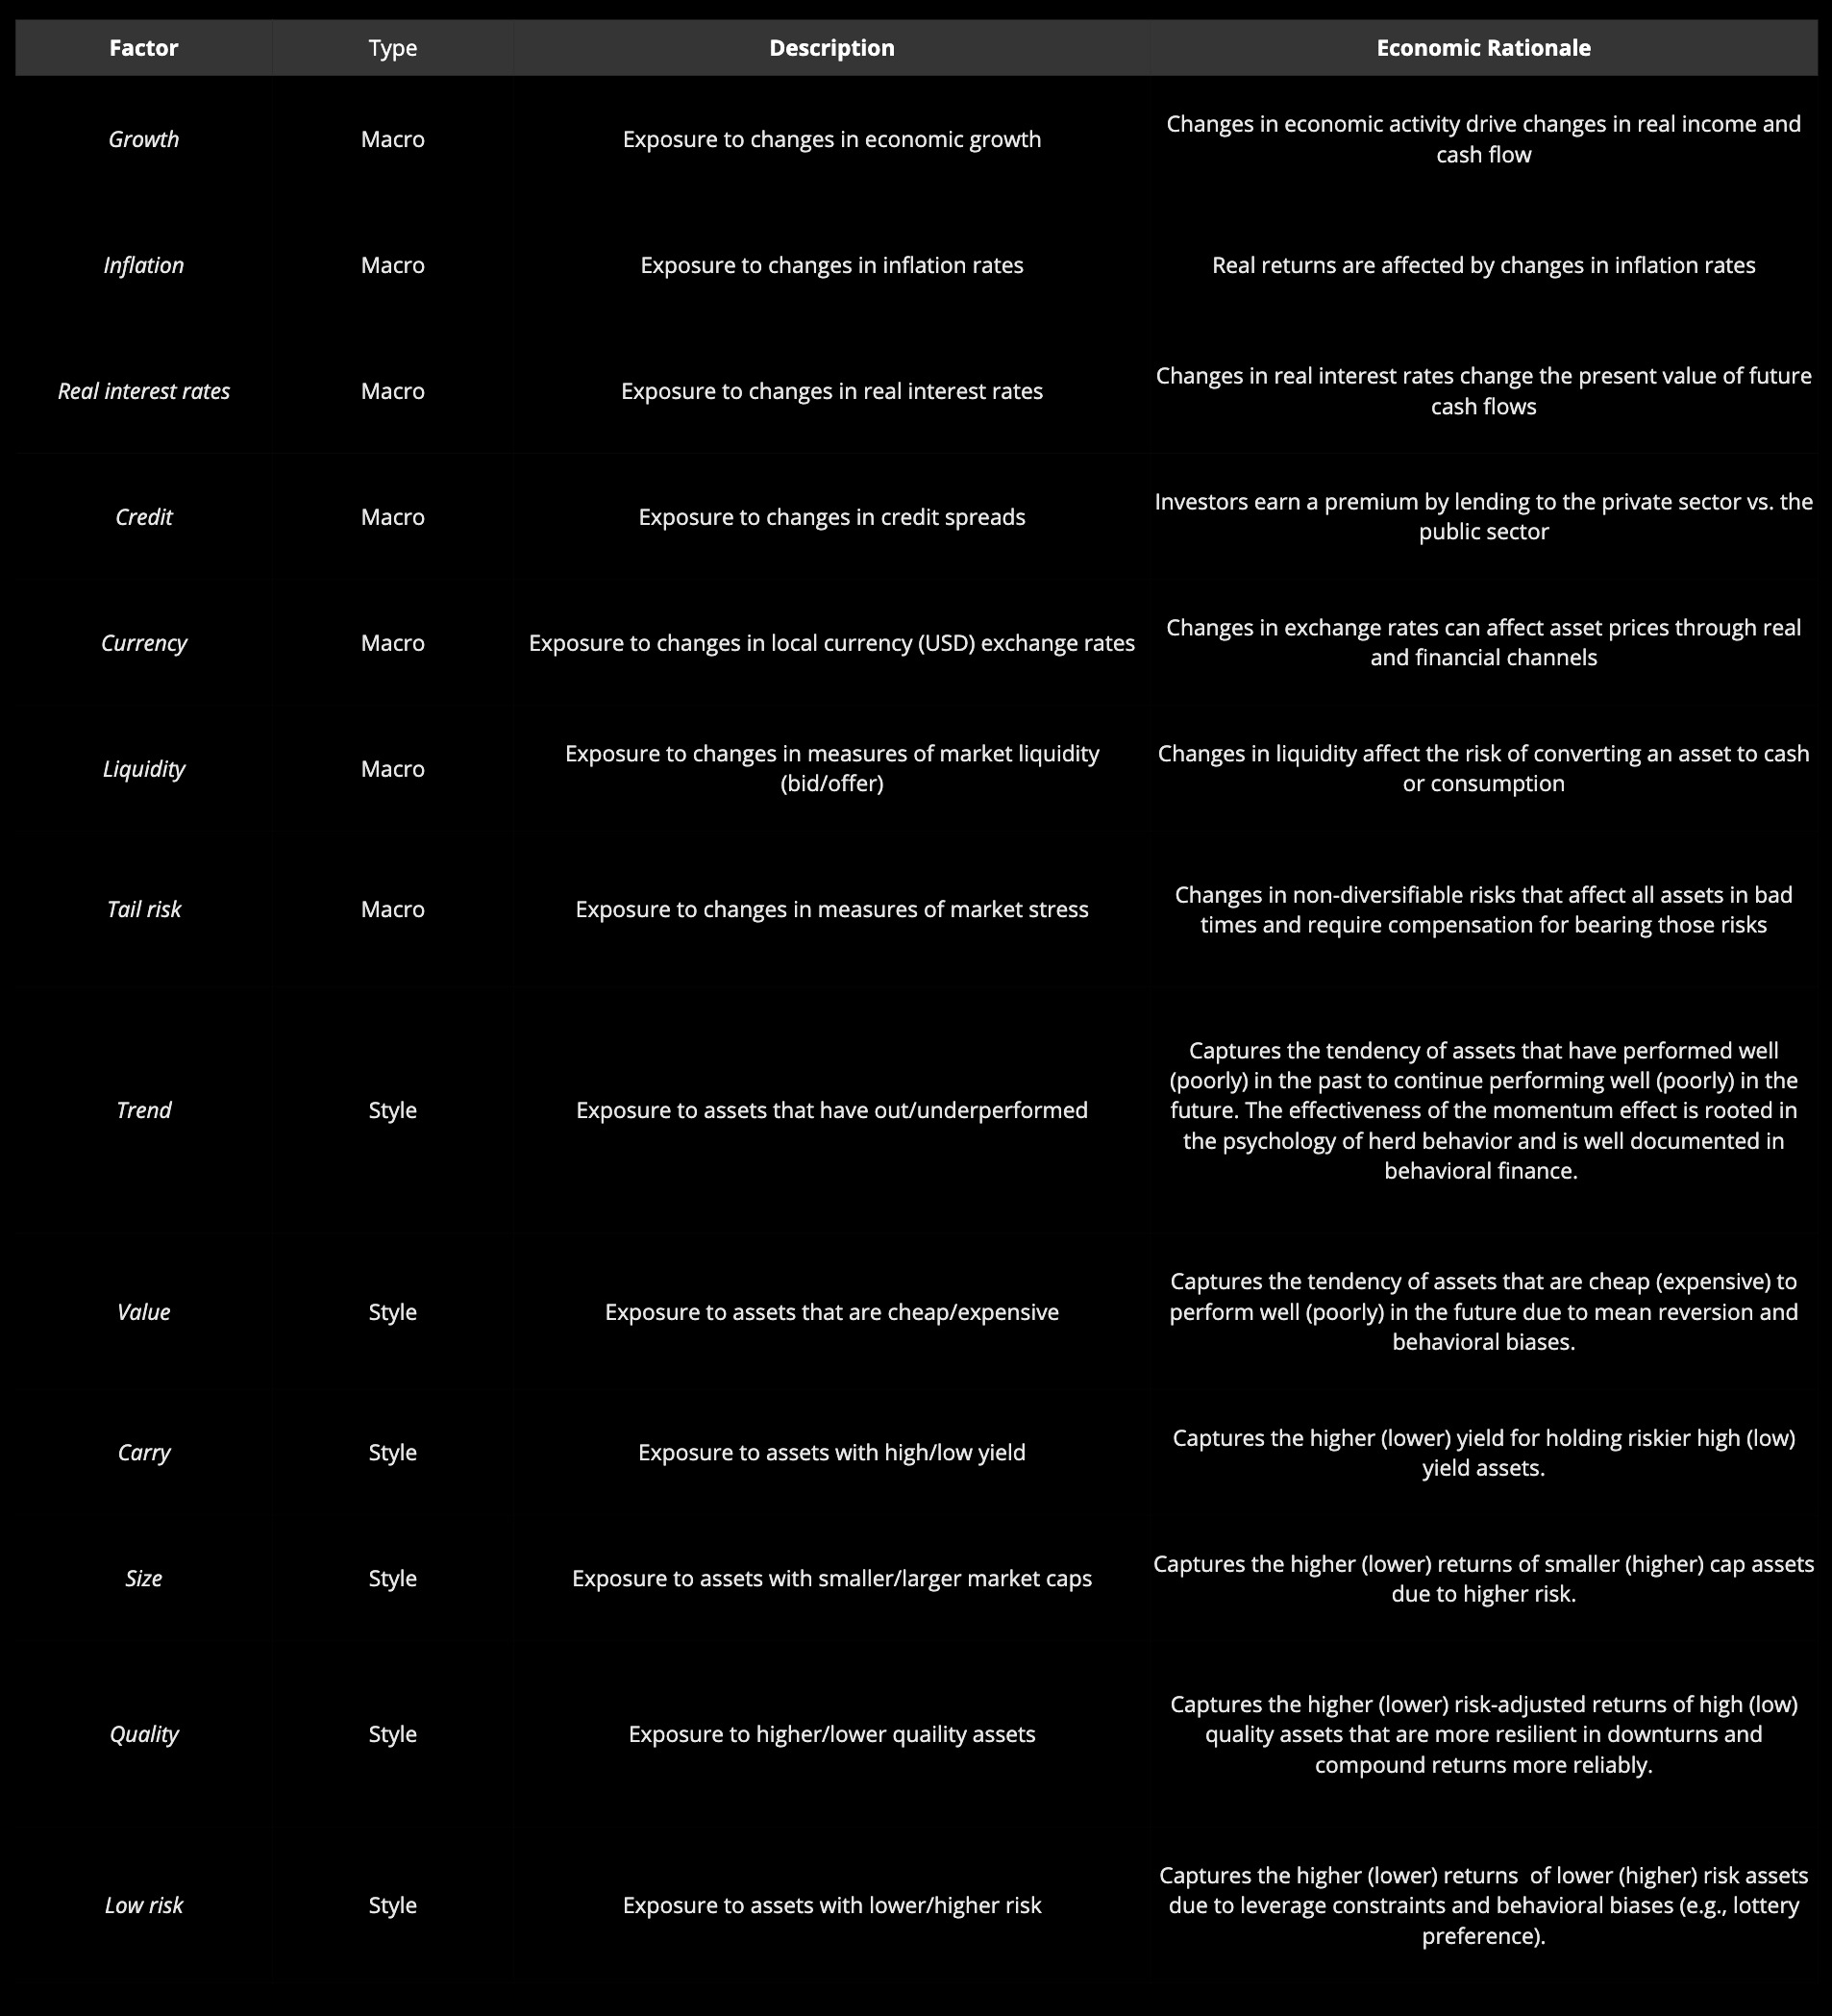 Factor Type Description Economic Rationale
Growth Macro Exposure to changes in economic growth Changes in economic activity drive changes in real income and
cash flow
Inflation Macro Exposure to changes in inflation rates Real returns are affected by changes in inflation rates
Real interest rates Macro Exposure to changes in real interest rates Changes in real interest rates change the present value of future
cash flows
Credit Macro Exposure to changes in credit spreads Investors earn a premium by lending to the private sector vs. the
public sector
Currency Macro Exposure to changes in local currency (USD) exchange rates Changes in exchange rates can affect asset prices through real
and financial channels
Liquidity Macro Exposure to changes in measures of market liquidity
(bid/offer) Changes in liquidity affect the risk of converting an asset to cash
or consumption
Tail risk Macro Exposure to changes in measures of market stress Changes in non-diversifiable risks that affect all assets in bad
times and require compensation for bearing those risks
Trend Style Exposure to assets that have out/underperformed Captures the tendency of assets that have performed well
(poorly) in the past to continue performing well (poorly) in the
future. The effectiveness of the momentum effect is rooted in
the psychology of herd behavior and is well documented in
behavioral finance.
Value Style Exposure to assets that are cheap/expensive Captures the tendency of assets that are cheap (expensive) to
perform well (poorly) in the future due to mean reversion and
behavioral biases.
Carry Style Exposure to assets with high/low yield Captures the higher (lower) yield for holding riskier high (low)
yield assets.
Size Style Exposure to assets with smaller/larger market caps Captures the higher (lower) returns of smaller (higher) cap assets
due to higher risk.
Quality Style Exposure to higher/lower quaility assets Captures the higher (lower) risk-adjusted returns of high (low)
quality assets that are more resilient in downturns and
compound returns more reliably.
Low risk Style Exposure to assets with lower/higher risk Captures the higher (lower) returns of lower (higher) risk assets
due to leverage constraints and behavioral biases (e.g., lottery
preference).